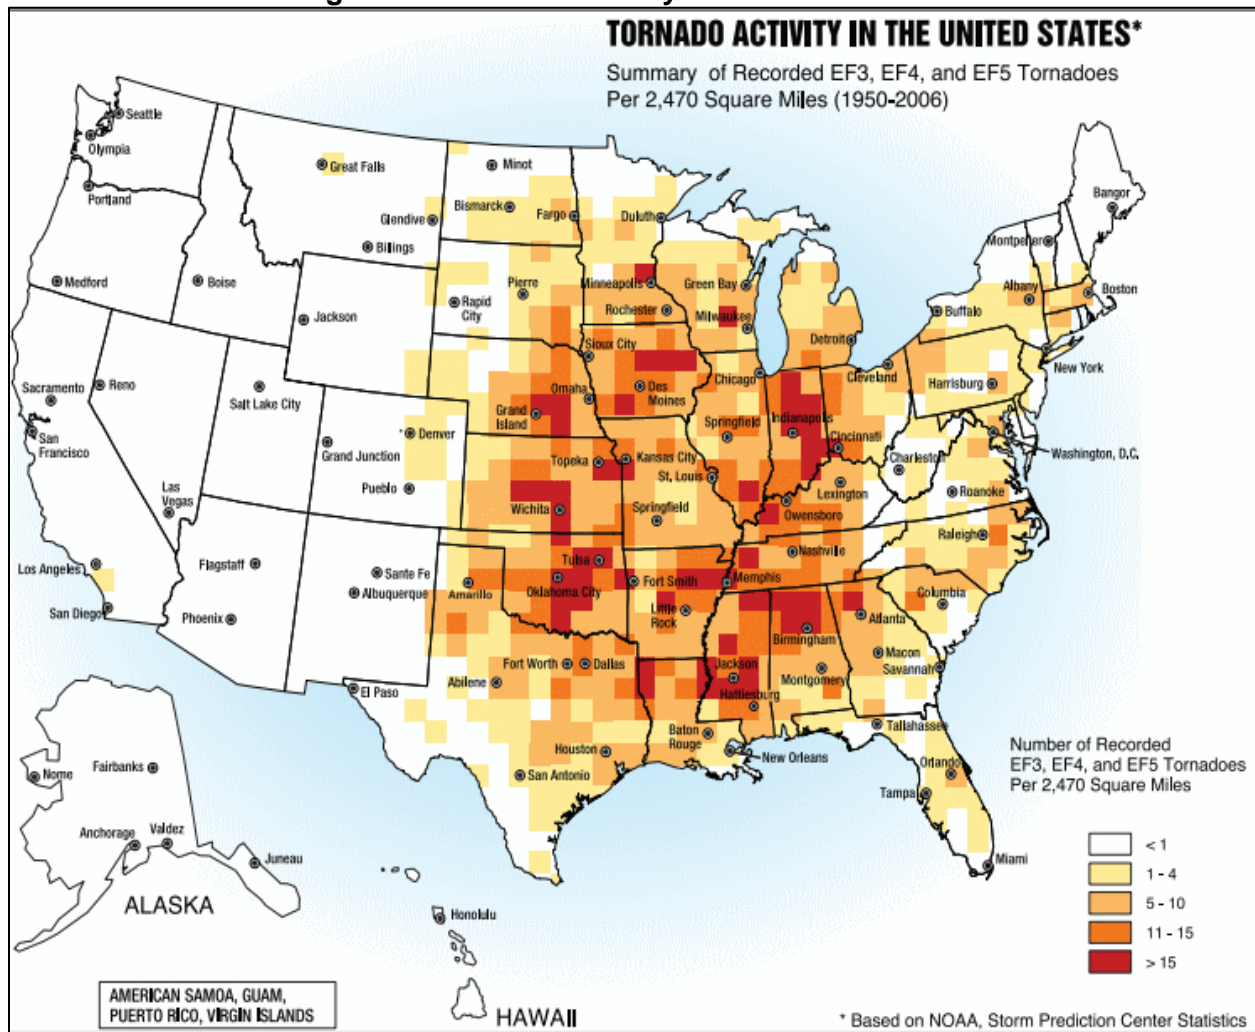 TORNADO ACTIVITY IN THE UNITED STATES*
Summary of Recorded EF3, EF4, and EF5 Tornadoes
Per 2,470 Square Miles (1950-2006)
Seattle
Olympia
Portland
Medford
Boise
Great Falls
Glendive
Billings
Jackson
Minot
Bismarck
Fargo
Duluth
Pierre
Rapid
City
Minneapolis
Rochester
Green Bay
Milwaukee
Sioux City
Detroit
Chicago
Cleveland
Buffalo
Albany
Montpelier
Bangor
Boston
New York
Harrisburg
Washington, D.C.
Sacramento
San
Francisco
Reno
Salt Lake City
Las
Vegas
Grand Junction
Denver
*
Pueblo
Omaha
Grand
Island
Des
Moines
Springfield
Indianapolis
Cincinnati
Charleston
Topeka
Kansas City
St. Louis
Lexington
Roanoke
Wichita
Springfield
Owensboro
Raleigh
Los Angeles
San Diego
Flagstaff
Phoenix
Sante Fe
Albuquerque
Amarillo
Tulsa
Oklahoma City
Fort Smith
Little
Rock
Memphis
Nashville
Columbia
Atlanta
Birmingham
Macon
Savannah
El Paso
Abilene
Fort Worth
Dallas
Jackson
Hattiesburg
Montgomery
Tallahassee
Houston
San Antonio
Baton
Rouge
New Orleans
Orlando
Tampa
Miami
Nome
Fairbanks
Anchorage
Valdez
Juneau
ALASKA
Honolulu
HAWAII
AMERICAN SAMOA, GUAM,
PUERTO RICO, VIRGIN ISLANDS
Number of Recorded
EF3, EF4, and EF5 Tornadoes
Per 2,470 Square Miles
< 1
1 - 4
5 - 10
11 - 15
> 15
* Based on NOAA, Storm Prediction Center Statistics